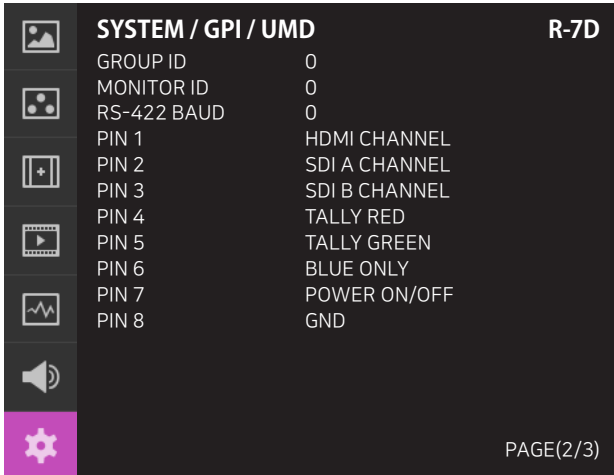 SYSTEM / GPI / UMD R-7D
GROUP ID 0
MONITOR ID 0
RS-422 BAUD 0
PIN 1 HDMI CHANNEL
PIN 2 SDI A CHANNEL
PIN 3 SDI B CHANNEL
PIN 4 TALLY RED
PIN 5 TALLY GREEN
PIN 6 BLUE ONLY
PIN 7 POWER ON/OFF
PIN 8 GND
PAGE(2/3)